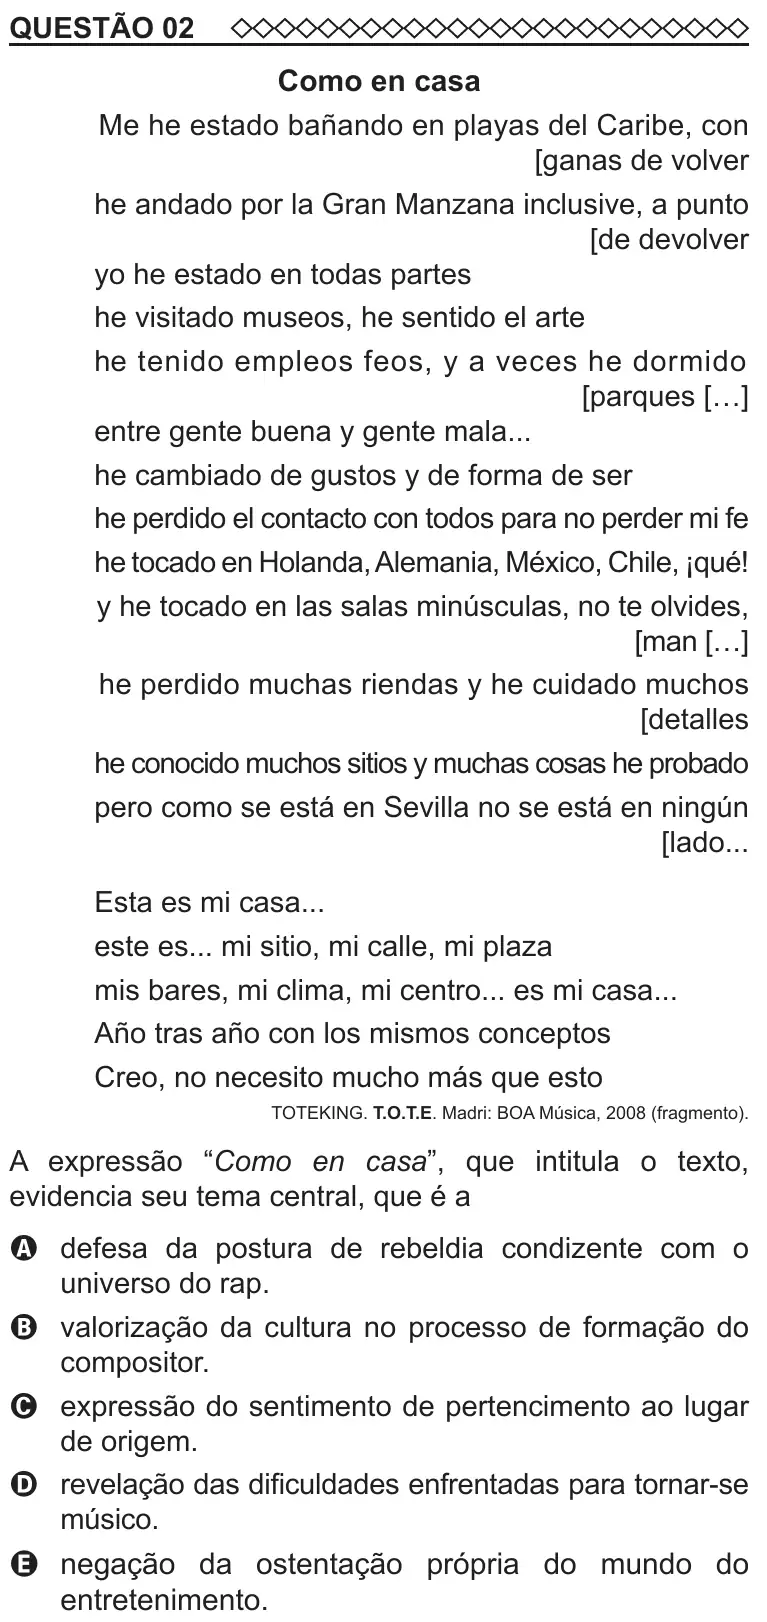 QUESTÃO 02
Como en casa
Me he estado bañando en playas del Caribe, con
[ganas de volver
he andado por la Gran Manzana inclusive, a punto
[de devolver
yo he estado en todas partes
he visitado museos, he sentido el arte
he tenido empleos feos, y a veces he dormido
[parques […]
entre gente buena y gente mala...
he cambiado de gustos y de forma de ser
he perdido el contacto con todos para no perder mi fe
he tocado en Holanda, Alemania, México, Chile, ¡qué!
y he tocado en las salas minúsculas, no te olvides,
[man […]
he perdido muchas riendas y he cuidado muchos
[detalles
he conocido muchos sitios y muchas cosas he probado
pero como se está en Sevilla no se está en ningún
[lado...
Esta es mi casa...
este es... mi sitio, mi calle, mi plaza
mis bares, mi clima, mi centro... es mi casa...
Año tras año con los mismos conceptos
Creo, no necesito mucho más que esto
TOTEKING. T.O.T.E. Madri: BOA Música, 2008 (fragmento).
A expressão “Como en casa”, que intitula o texto,
evidencia seu tema central, que é a
A defesa da postura de rebeldia condizente com o
universo do rap.
B valorização da cultura no processo de formação do
compositor.
C expressão do sentimento de pertencimento ao lugar
de origem.
D revelação das dificuldades enfrentadas para tornar-se
músico.
E negação da ostentação própria do mundo do
entretenimento.